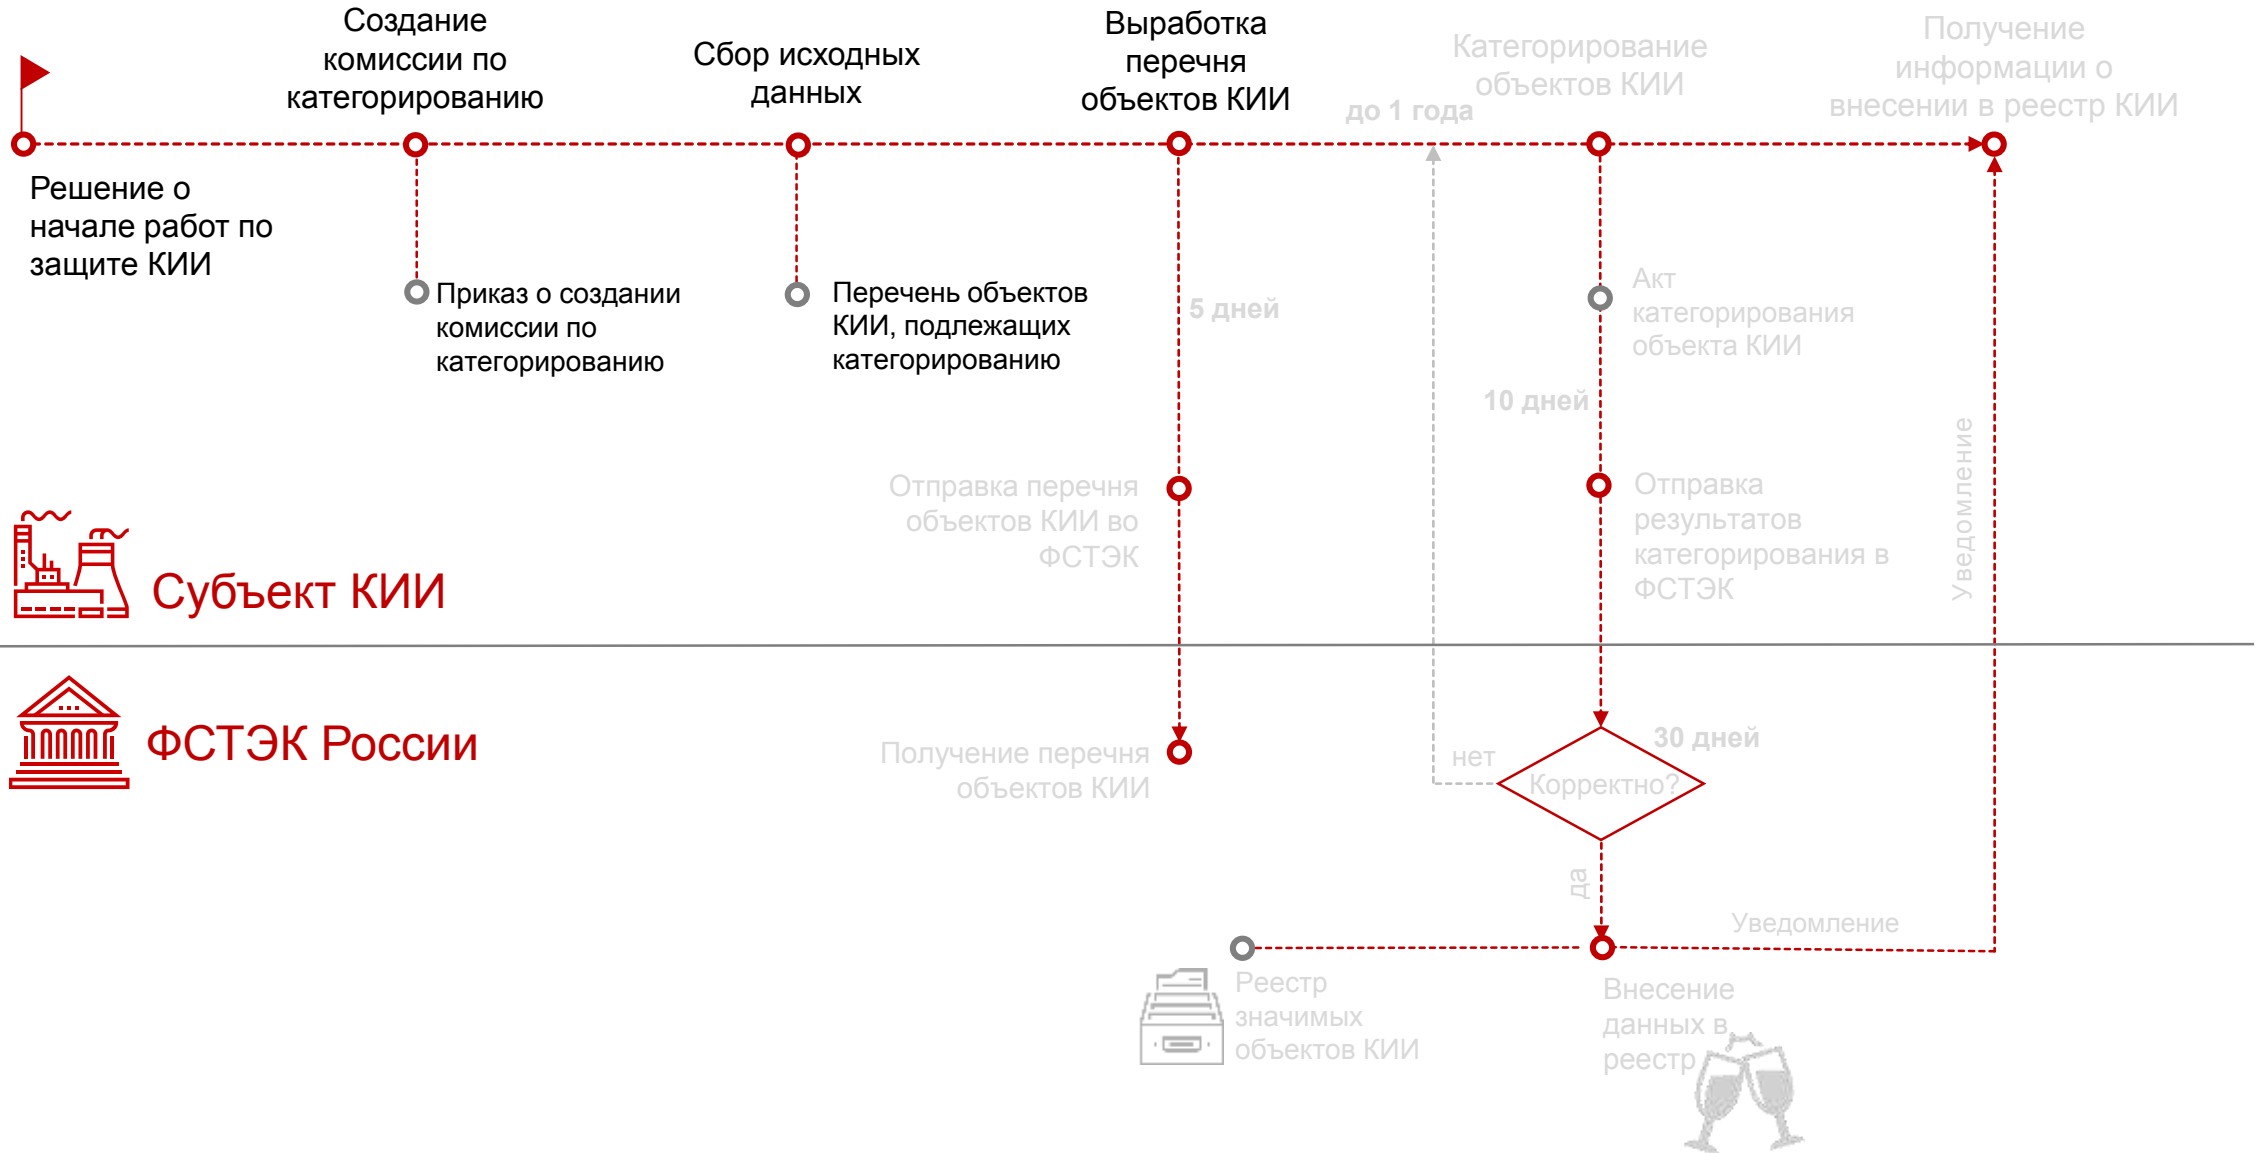 Создание
комиссии по
категорированию
Сбор исходных
данных
Выработка
перечня
объектов КИИ
до 1 года
Категорирование
объектов КИИ
Получение
информации о
внесении в реестр КИИ
Решение о
начале работ по
защите КИИ
Приказ о создании
комиссии по
категорированию
Перечень объектов
КИИ, подлежащих
категорированию
5 дней
Акт
категорирования
объекта КИИ
10 дней
Отправка перечня
объектов КИИ во
ФСТЭК
Отправка
результатов
категорирования в
ФСТЭК
Уведомление
Субъект КИИ
ФСТЭК России
Получение перечня
объектов КИИ
нет
Корректно?
30 дней
да
Уведомление
Реестр
значимых
объектов КИИ
Внесение
данных в
реестр